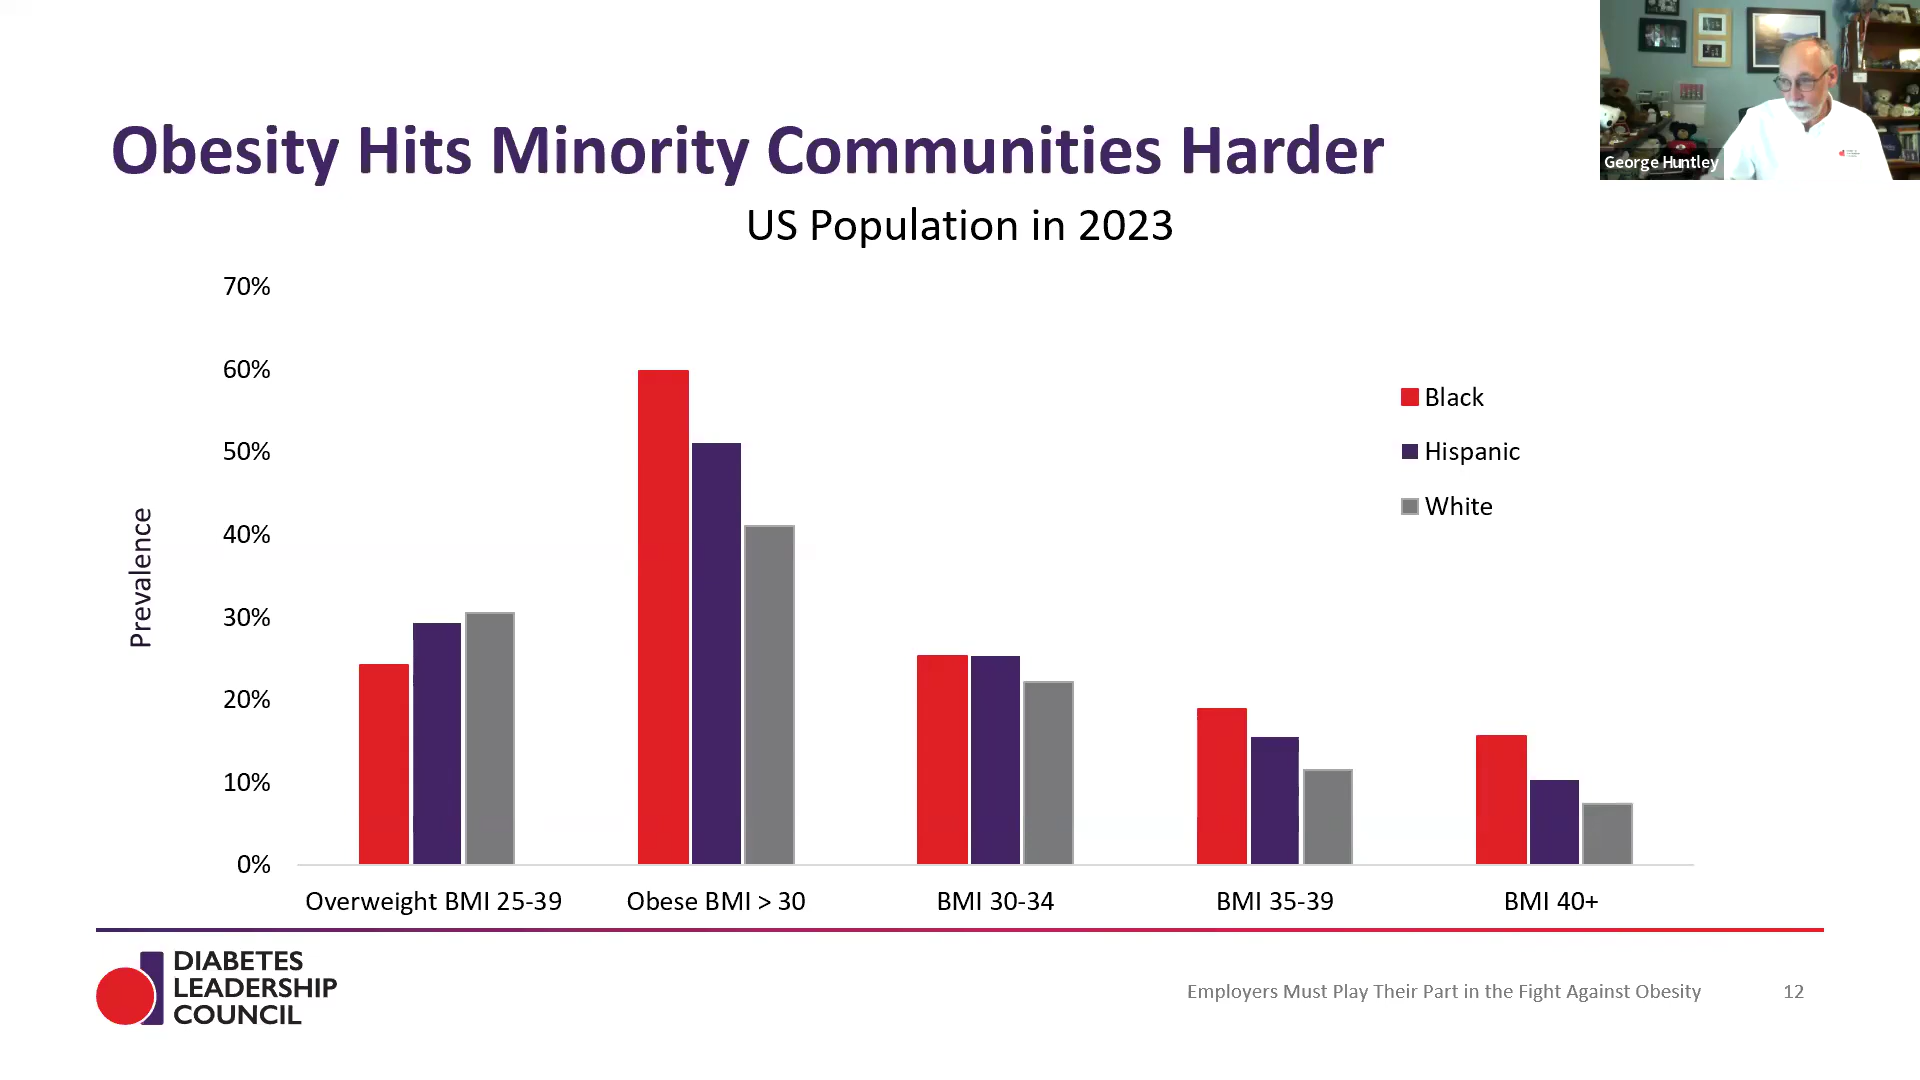 George Huntley
Obesity Hits Minority Communities Harder
US Population in 2023
70%
60%
50%
40%
30%
20%
10%
0%
Prevalence
Black
Hispanic
White
Overweight BMI 25-39
Obese BMI > 30
BMI 30-34
BMI 35-39
BMI 40+
DIABETES
LEADERSHIP
COUNCIL
Employers Must Play Their Part in the Fight Against Obesity
12